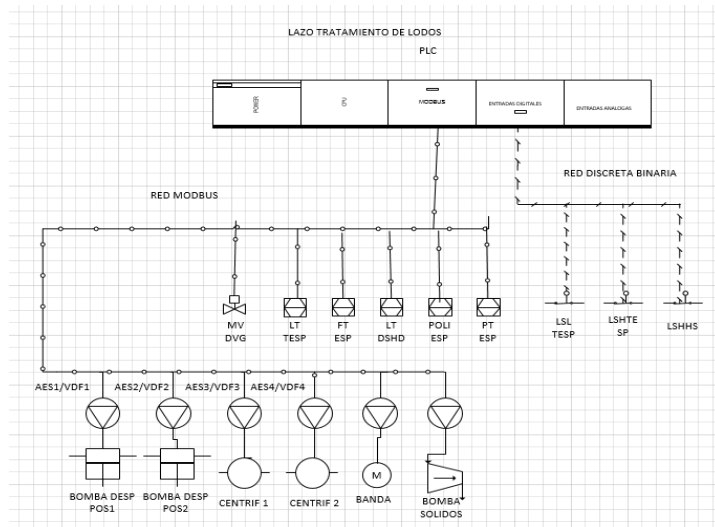 LAZO TRATAMIENTO DE LODOS
PLC
POWER
CPU
MODBUS
ENTRADAS DIGITALES
ENTRADAS ANALOGAS
RED DISCRETA BINARIA
RED MODBUS
MV
DVG
LT
TESP
FT
ESP
LT
DSHD
POLI
ESP
PT
ESP
LSL
TESP
LSHTE
SP
LSHHS
AES1/VDF1
AES2/VDF2
AES3/VDF3
AES4/VDF4
BOMBA DESP
POS1
BOMBA DESP
POS2
CENTRIF 1
CENTRIF 2
M
BANDA
BOMBA
SOLIDOS